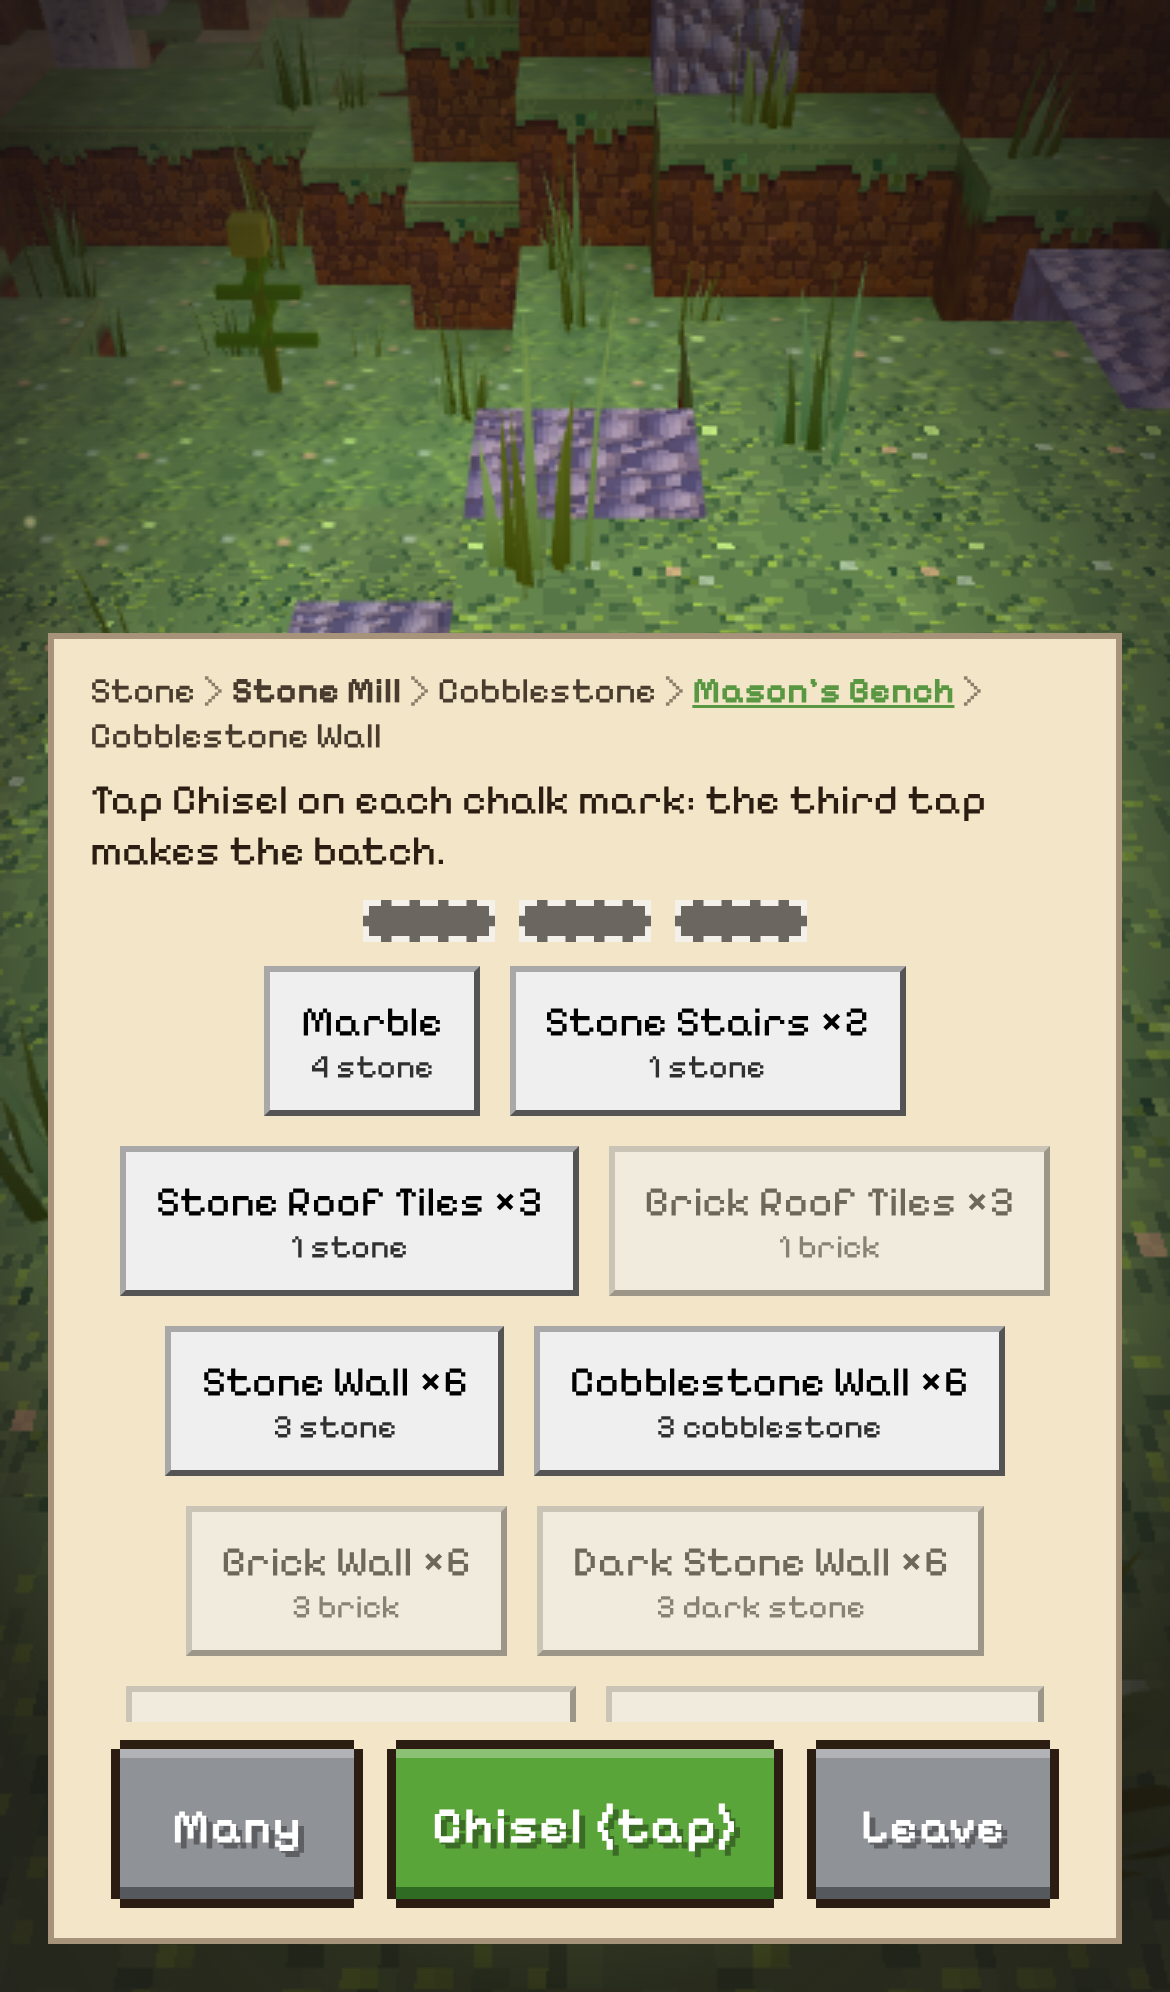 Stone > Stone Mill > Cobblestone > Mason's Bench >
Cobblestone Wall
Tap Chisel on each chalk mark: the third tap
makes the batch.
Marble
4 stone
Stone Stairs ×2
1 stone
Stone Roof Tiles ×3
1 stone
Brick Roof Tiles ×3
1 brick
Stone Wall ×6
3 stone
Cobblestone Wall ×6
3 cobblestone
Brick Wall ×6
3 brick
Dark Stone Wall ×6
3 dark stone
Many
Chisel (tap)
Leave